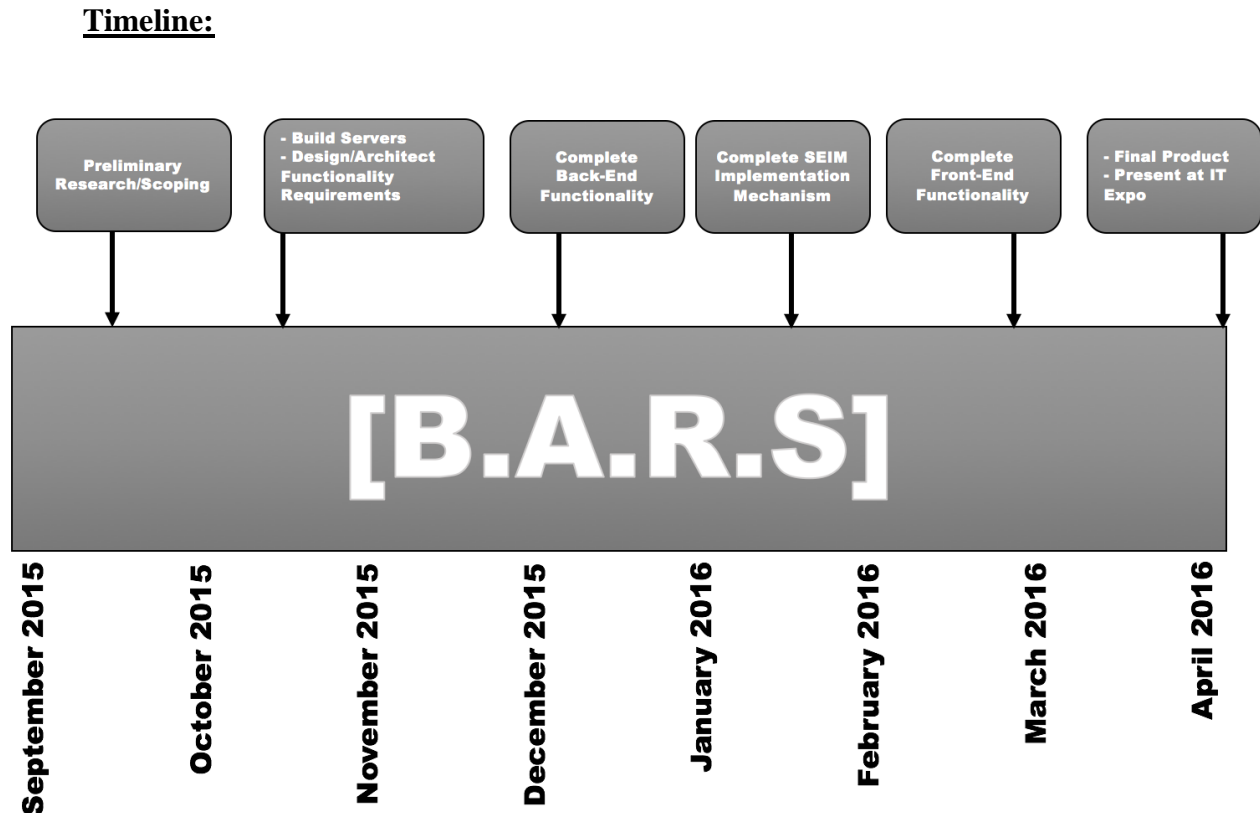 Timeline:
Preliminary
Research/Scoping
- Build Servers
- Design/Architect
Functionality
Requirements
Complete
Back-End
Functionality
Complete SEIM
Implementation
Mechanism
Complete
Front-End
Functionality
- Final Product
- Present at IT
Expo
[B.A.R.S]
September 2015
October 2015
November 2015
December 2015
January 2016
February 2016
March 2016
April 2016